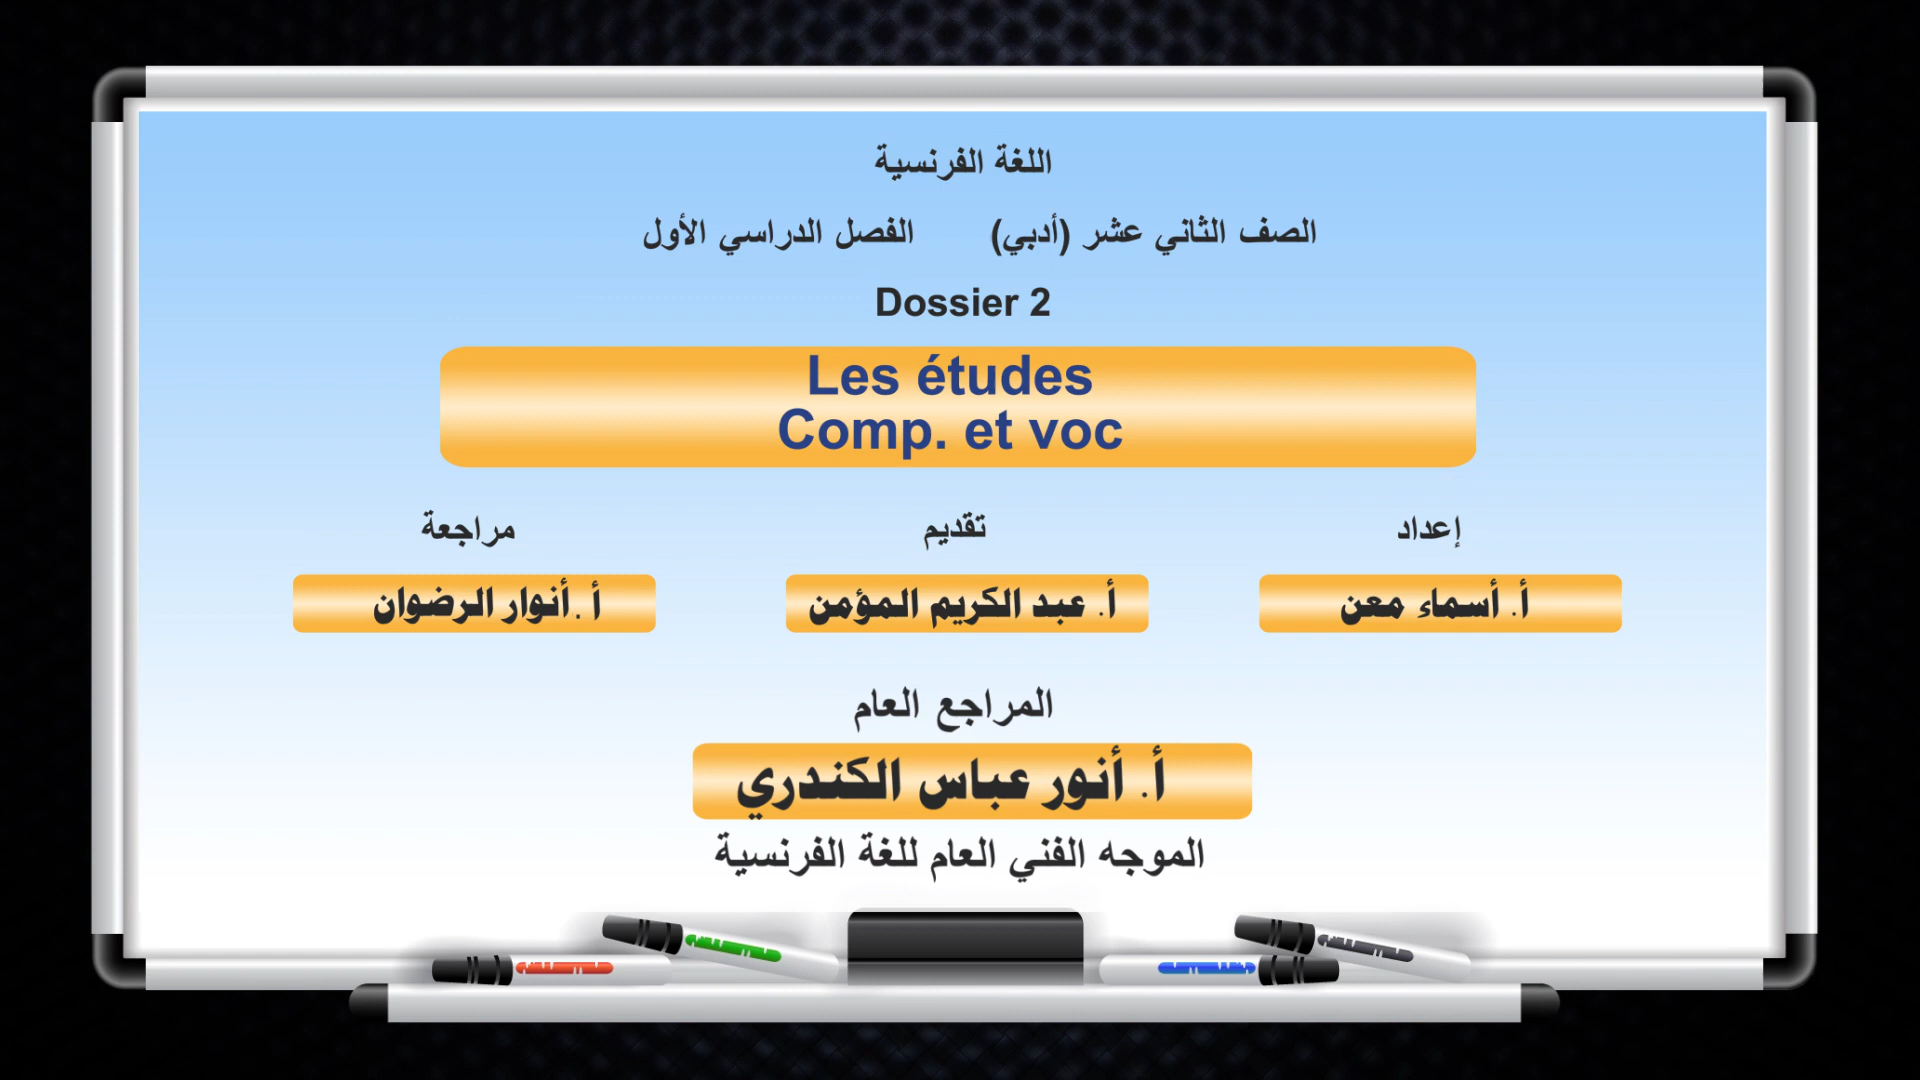 اللغة الفرنسية
الصف الثاني عشر (أدبي) الفصل الدراسي الأول
Dossier 2
Les études
Comp. et voc
إعداد تقديم مراجعة
أ. أسماء معن أ. عبد الكريم المؤمن أ. أنوار الرضوان
المراجع العام
أ. أنور عباس الكندري
الموجه الفني العام للغة الفرنسية